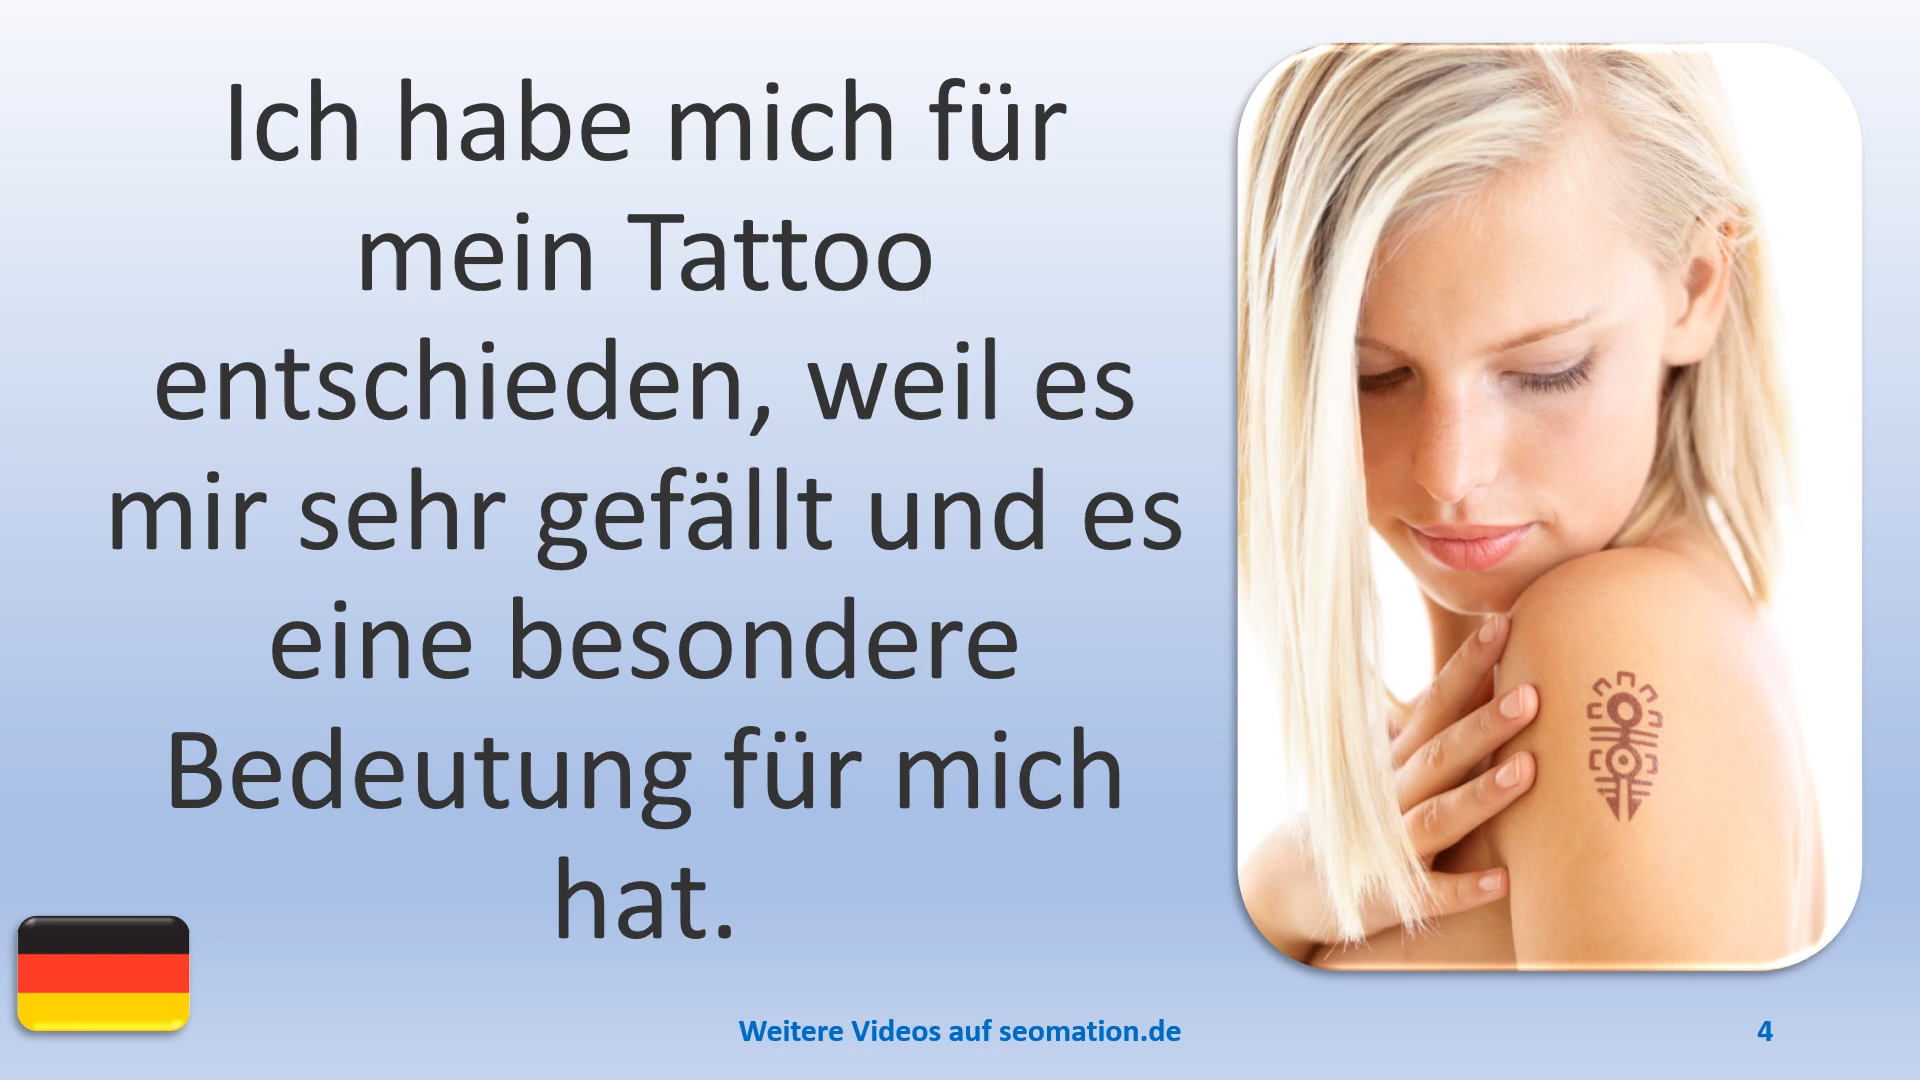 Ich habe mich für
mein Tattoo
entschieden, weil es
mir sehr gefällt und es
eine besondere
Bedeutung für mich
hat.
Weitere Videos auf seomation.de
4